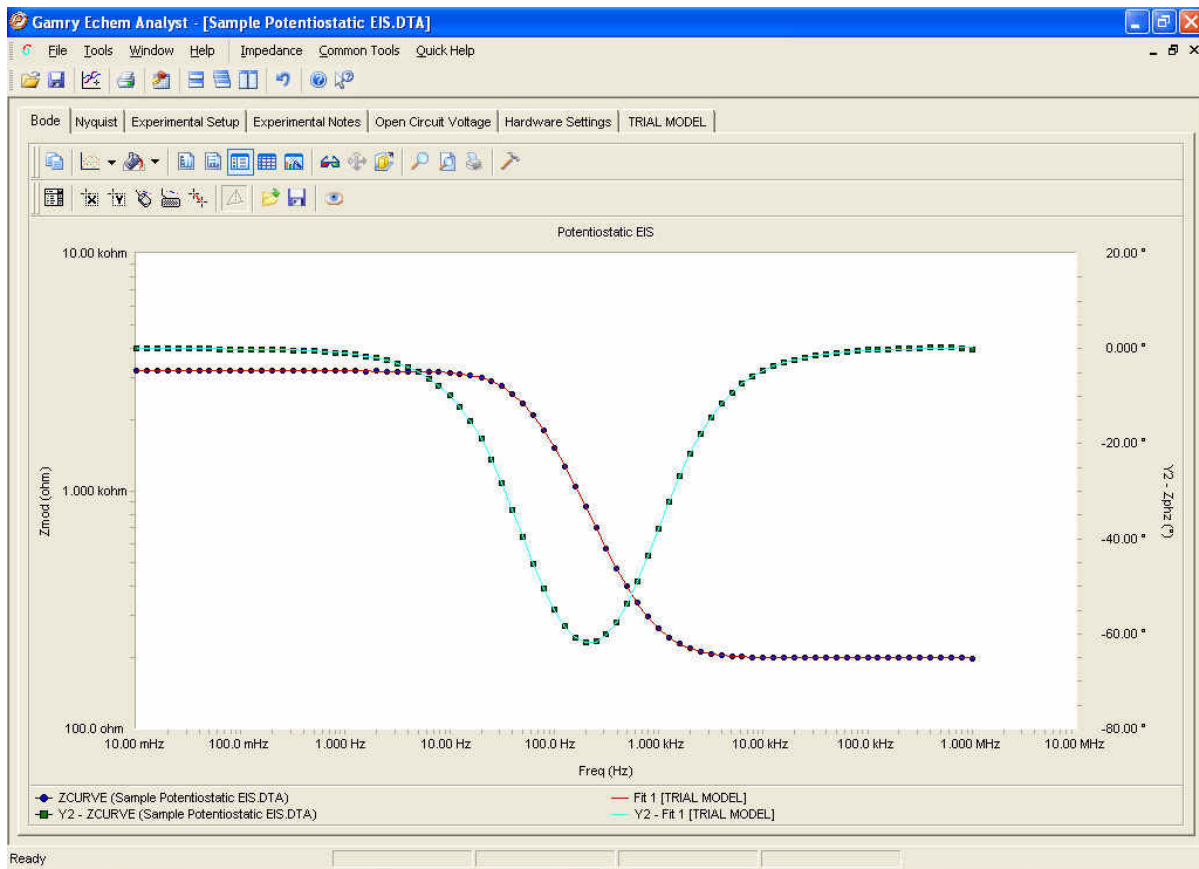 Gamry Echem Analyst - [Sample Potentiostatic EIS.DTA]
File Tools Window Help Impedance Common Tools Quick Help
Bode Nyquist Experimental Setup Experimental Notes Open Circuit Voltage Hardware Settings TRIAL MODEL
Potentiostatic EIS
10.00 kohm
1.000 kohm
100.0 ohm
Zmod (ohm)
20.00 °
0.000 °
-20.00 °
-40.00 °
-60.00 °
-80.00 °
Y2 - Zphz (°)
10.00 mHz 100.0 mHz 1.000 Hz 10.00 Hz 100.0 Hz 1.000 kHz 10.00 kHz 100.0 kHz 1.000 MHz 10.00 MHz
Freq (Hz)
ZCURVE (Sample Potentiostatic EIS.DTA)
Y2 - ZCURVE (Sample Potentiostatic EIS.DTA)
Fit 1 [TRIAL MODEL]
Y2 - Fit 1 [TRIAL MODEL]
Ready